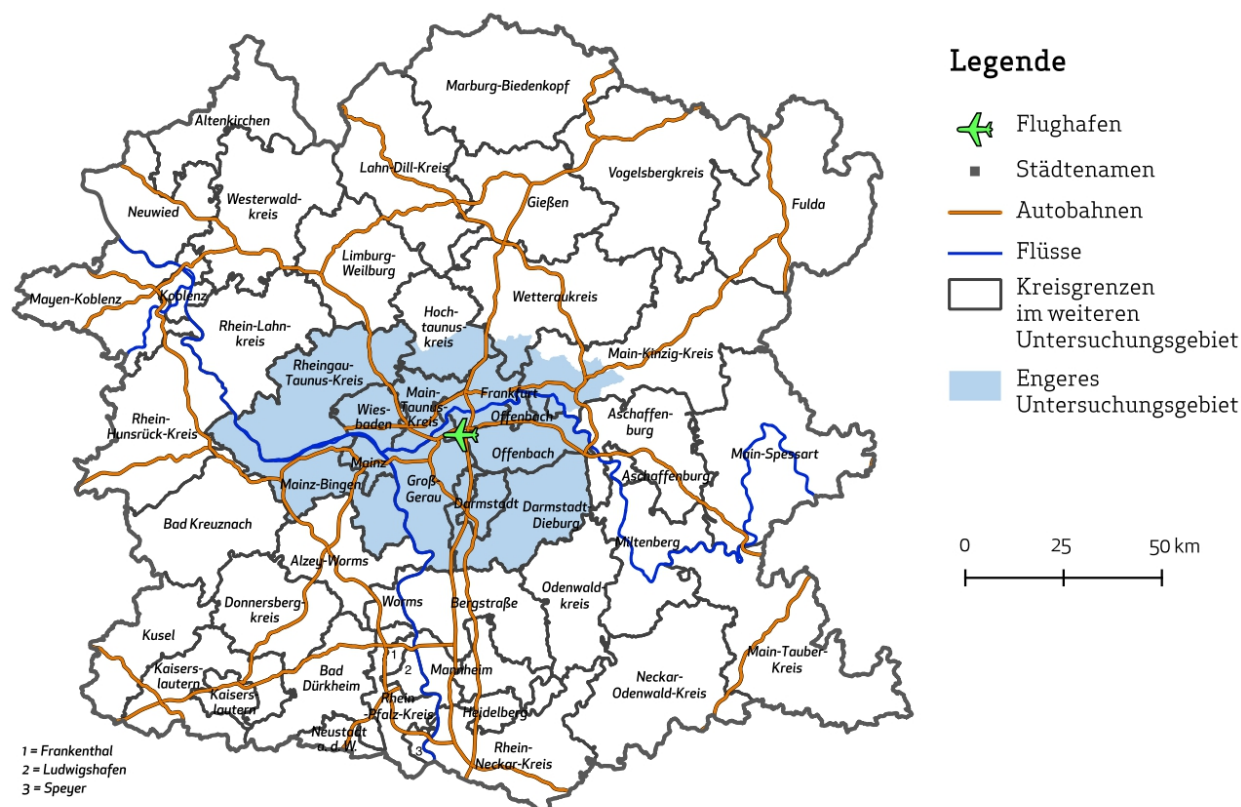 Marburg-Biedenkopf
Altenkirchen
Lahn-Dill-Kreis
Vogelsbergkreis
Neuwied
Westerwald-
kreis
Gießen
Fulda
Limburg-
Weilburg
Mayen-Koblenz
Koblenz
Wetteraukreis
Hoch-
taunus-
kreis
Rhein-Lahn-
kreis
Main-Kinzig-Kreis
Rheingau-
Taunus-Kreis
Main-
Taunus-
Kreis
Frankfurt
Wies-
baden
Offenbach
Aschaffen-
burg
Rhein-
Hunsrück-Kreis
Offenbach
Main-Spessart
Mainz
Aschaffenburg
Mainz-Bingen
Groß-
Gerau
Darmstadt
Darmstadt-
Dieburg
Bad Kreuznach
Miltenberg
Alzey-Worms
Odenwald
kreis
Donnersberg-
kreis
Worms
Bergstraße
Kusel
Main-Tauber-
Kreis
Kaisers-
lautern
Bad
Dürkheim
1
2
Mannheim
Neckar-
Odenwald-Kreis
Kaisers-
lautern
Rhein
-Pfalz-Kreis
Heidelberg
Neustadt
a. d. W.
3
Rhein-
Neckar-Kreis
1 = Frankenthal
2 = Ludwigshafen
3 = Speyer
Legende
Flughafen
Städtenamen
Autobahnen
Flüsse
Kreisgrenzen
im weiteren
Untersuchungsgebiet
Engeres
Untersuchungsgebiet
0 25 50 km